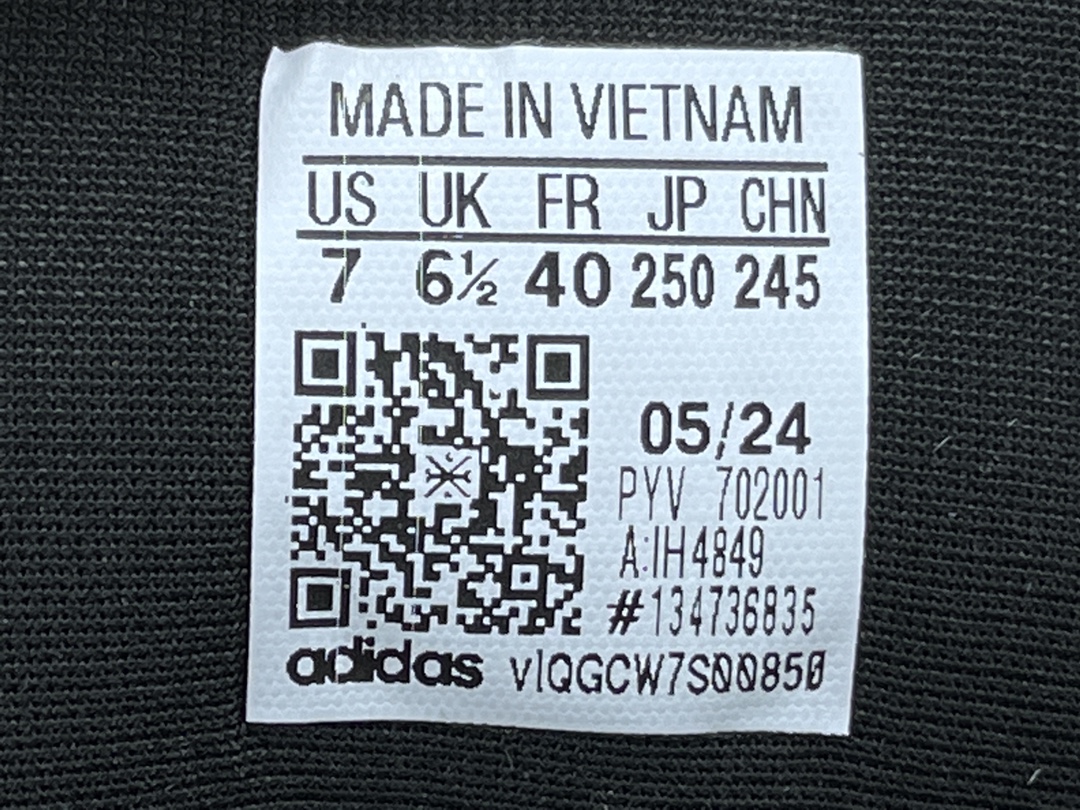 MADE IN VIETNAM
US UK FR JP CHN
7 6½ 40 250 245
05/24
PYV 702001
A:IH4849
#134736835
adidas vlQGCW7S00850